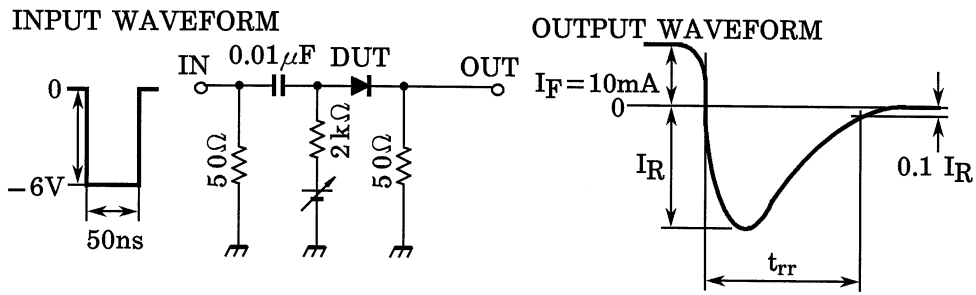 INPUT WAVEFORM
0
−6V
50ns
IN
0.01μF
DUT
OUT
50Ω
2kΩ
50Ω
OUTPUT WAVEFORM
IF=10mA
0
IR
0.1 IR
trr